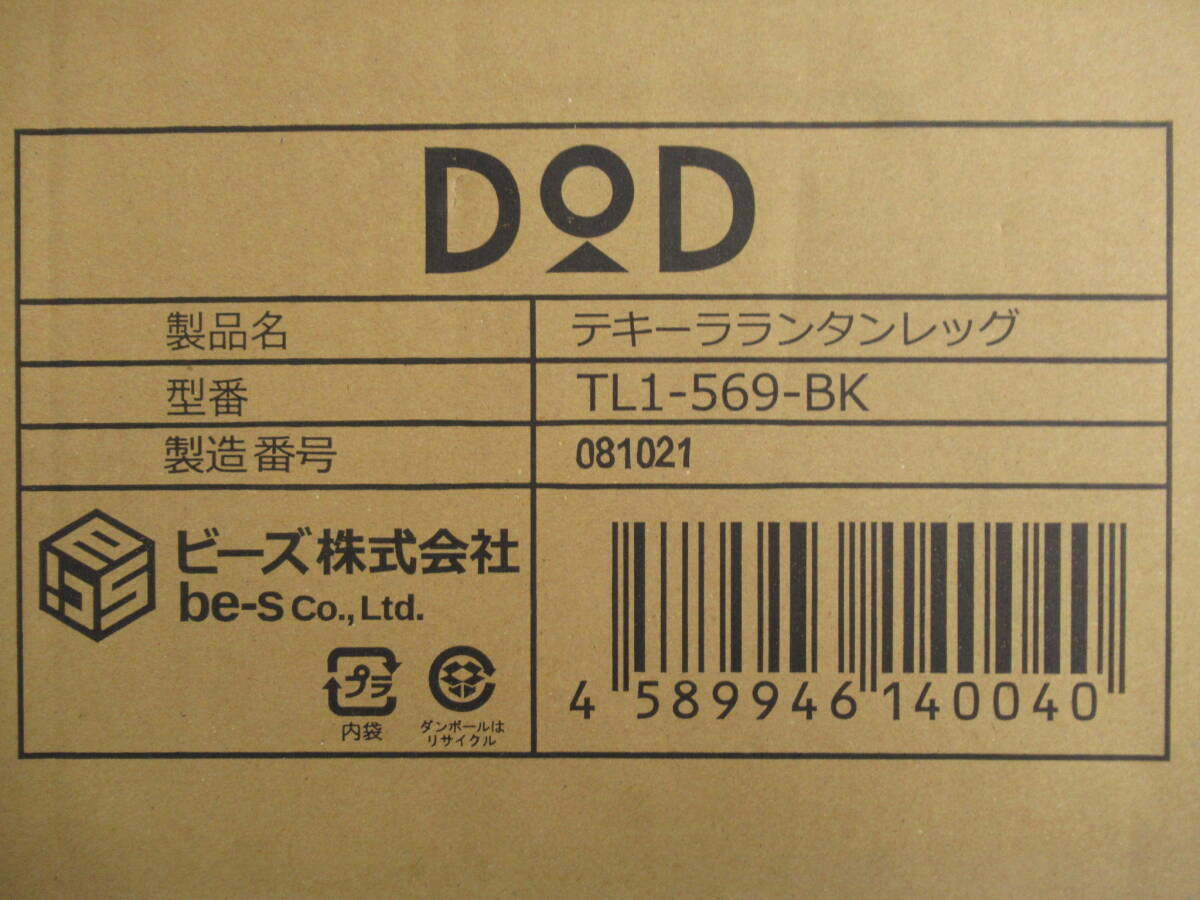 DOD
製品名 テキーラランタンレッグ
型番 TL1-569-BK
製造番号 081021
ビーズ株式会社
be-s Co., Ltd.
プラ
内袋
ダンボールは
リサイクル
4 589946 140040